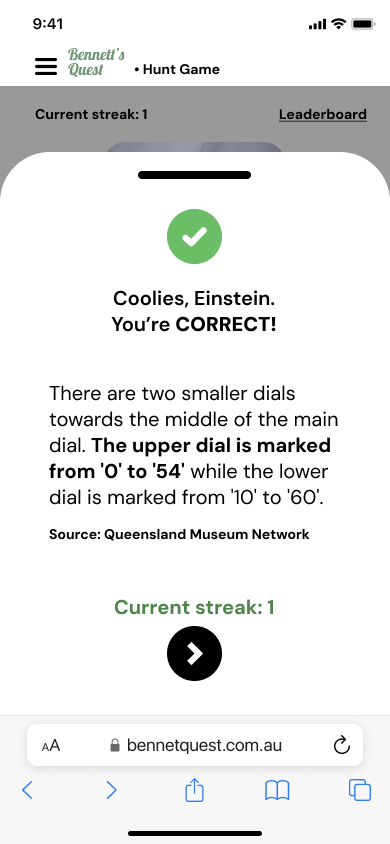 9:41
Bennett's
Quest
• Hunt Game
Current streak: 1
Leaderboard
Coolies, Einstein.
You're CORRECT!
There are two smaller dials
towards the middle of the main
dial. The upper dial is marked
from '0' to '54' while the lower
dial is marked from '10' to '60'.
Source: Queensland Museum Network
Current streak: 1
AA
bennetquest.com.au